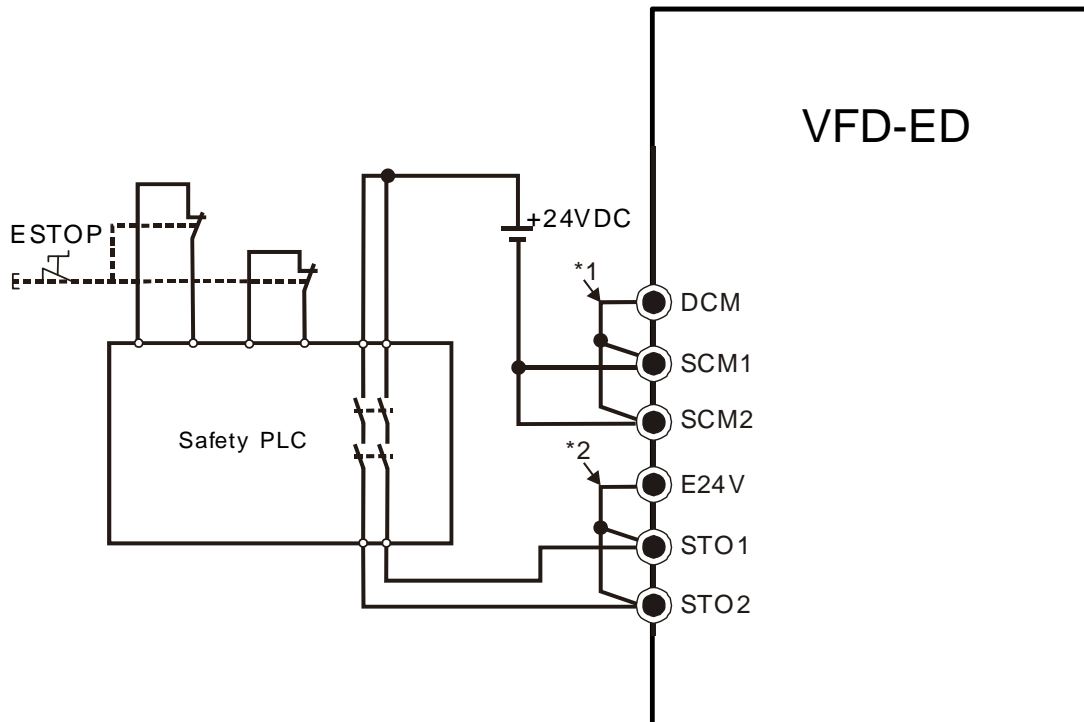 VFD-ED
ESTOP
+24VDC
*1
DCM
SCM1
SCM2
Safety PLC
*2
E24V
STO1
STO2